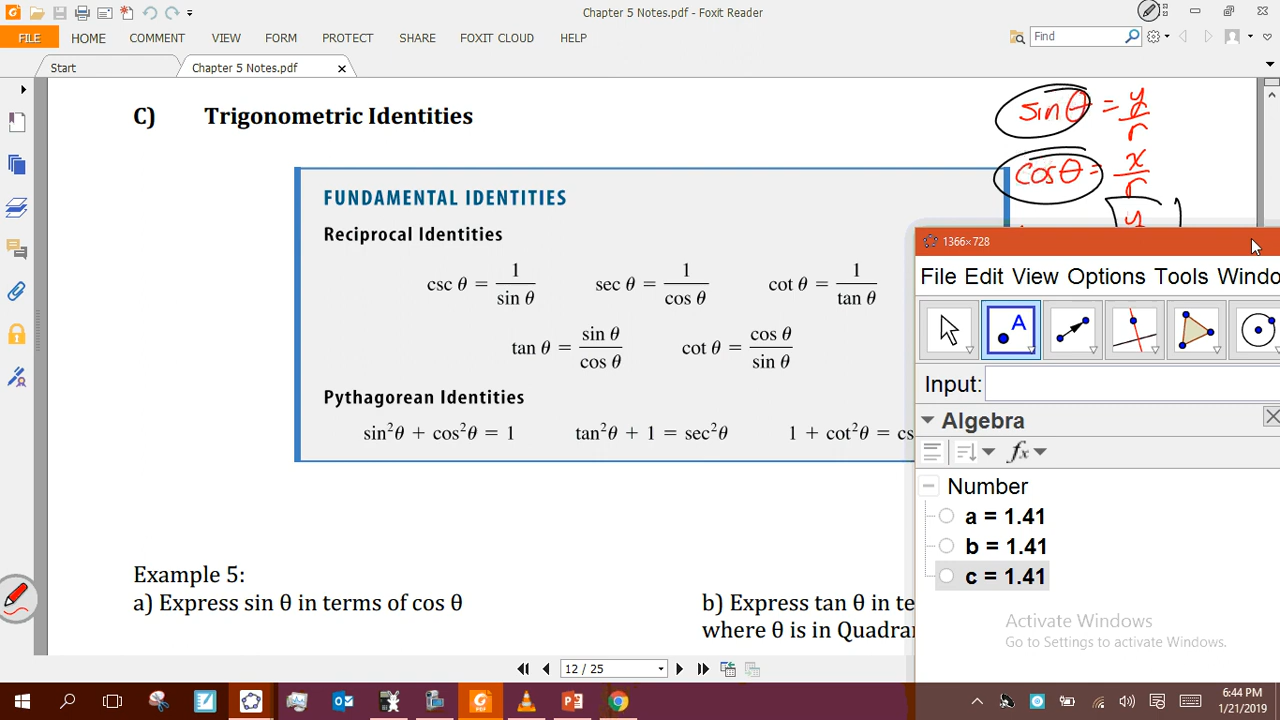 Chapter 5 Notes.pdf - Foxit Reader
FILE HOME COMMENT VIEW FORM PROTECT SHARE FOXIT CLOUD HELP
Find
Start
Chapter 5 Notes.pdf
C) Trigonometric Identities
sinθ = y/r
cosθ = x/r
y
FUNDAMENTAL IDENTITIES
Reciprocal Identities
csc θ = 1/sin θ sec θ = 1/cos θ cot θ = 1/tan θ
tan θ = sin θ/cos θ cot θ = cos θ/sin θ
Pythagorean Identities
sin²θ + cos²θ = 1 tan²θ + 1 = sec²θ 1 + cot²θ = cs
Example 5:
a) Express sin θ in terms of cos θ
b) Express tan θ in te
where θ is in Quadra
1366×728
File Edit View Options Tools Windo
A
Input:
Algebra
fx
Number
a = 1.41
b = 1.41
c = 1.41
Activate Windows
Go to Settings to activate Windows.
12 / 25
6:44 PM
1/21/2019